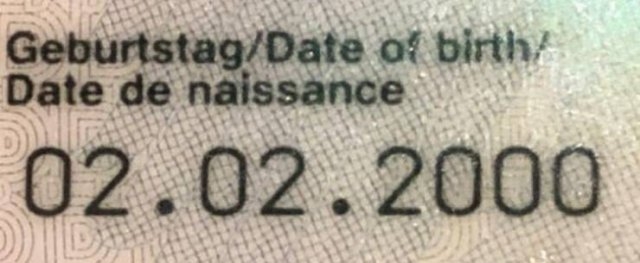 Geburtstag/Date of birth/
Date de naissance
02.02.2000